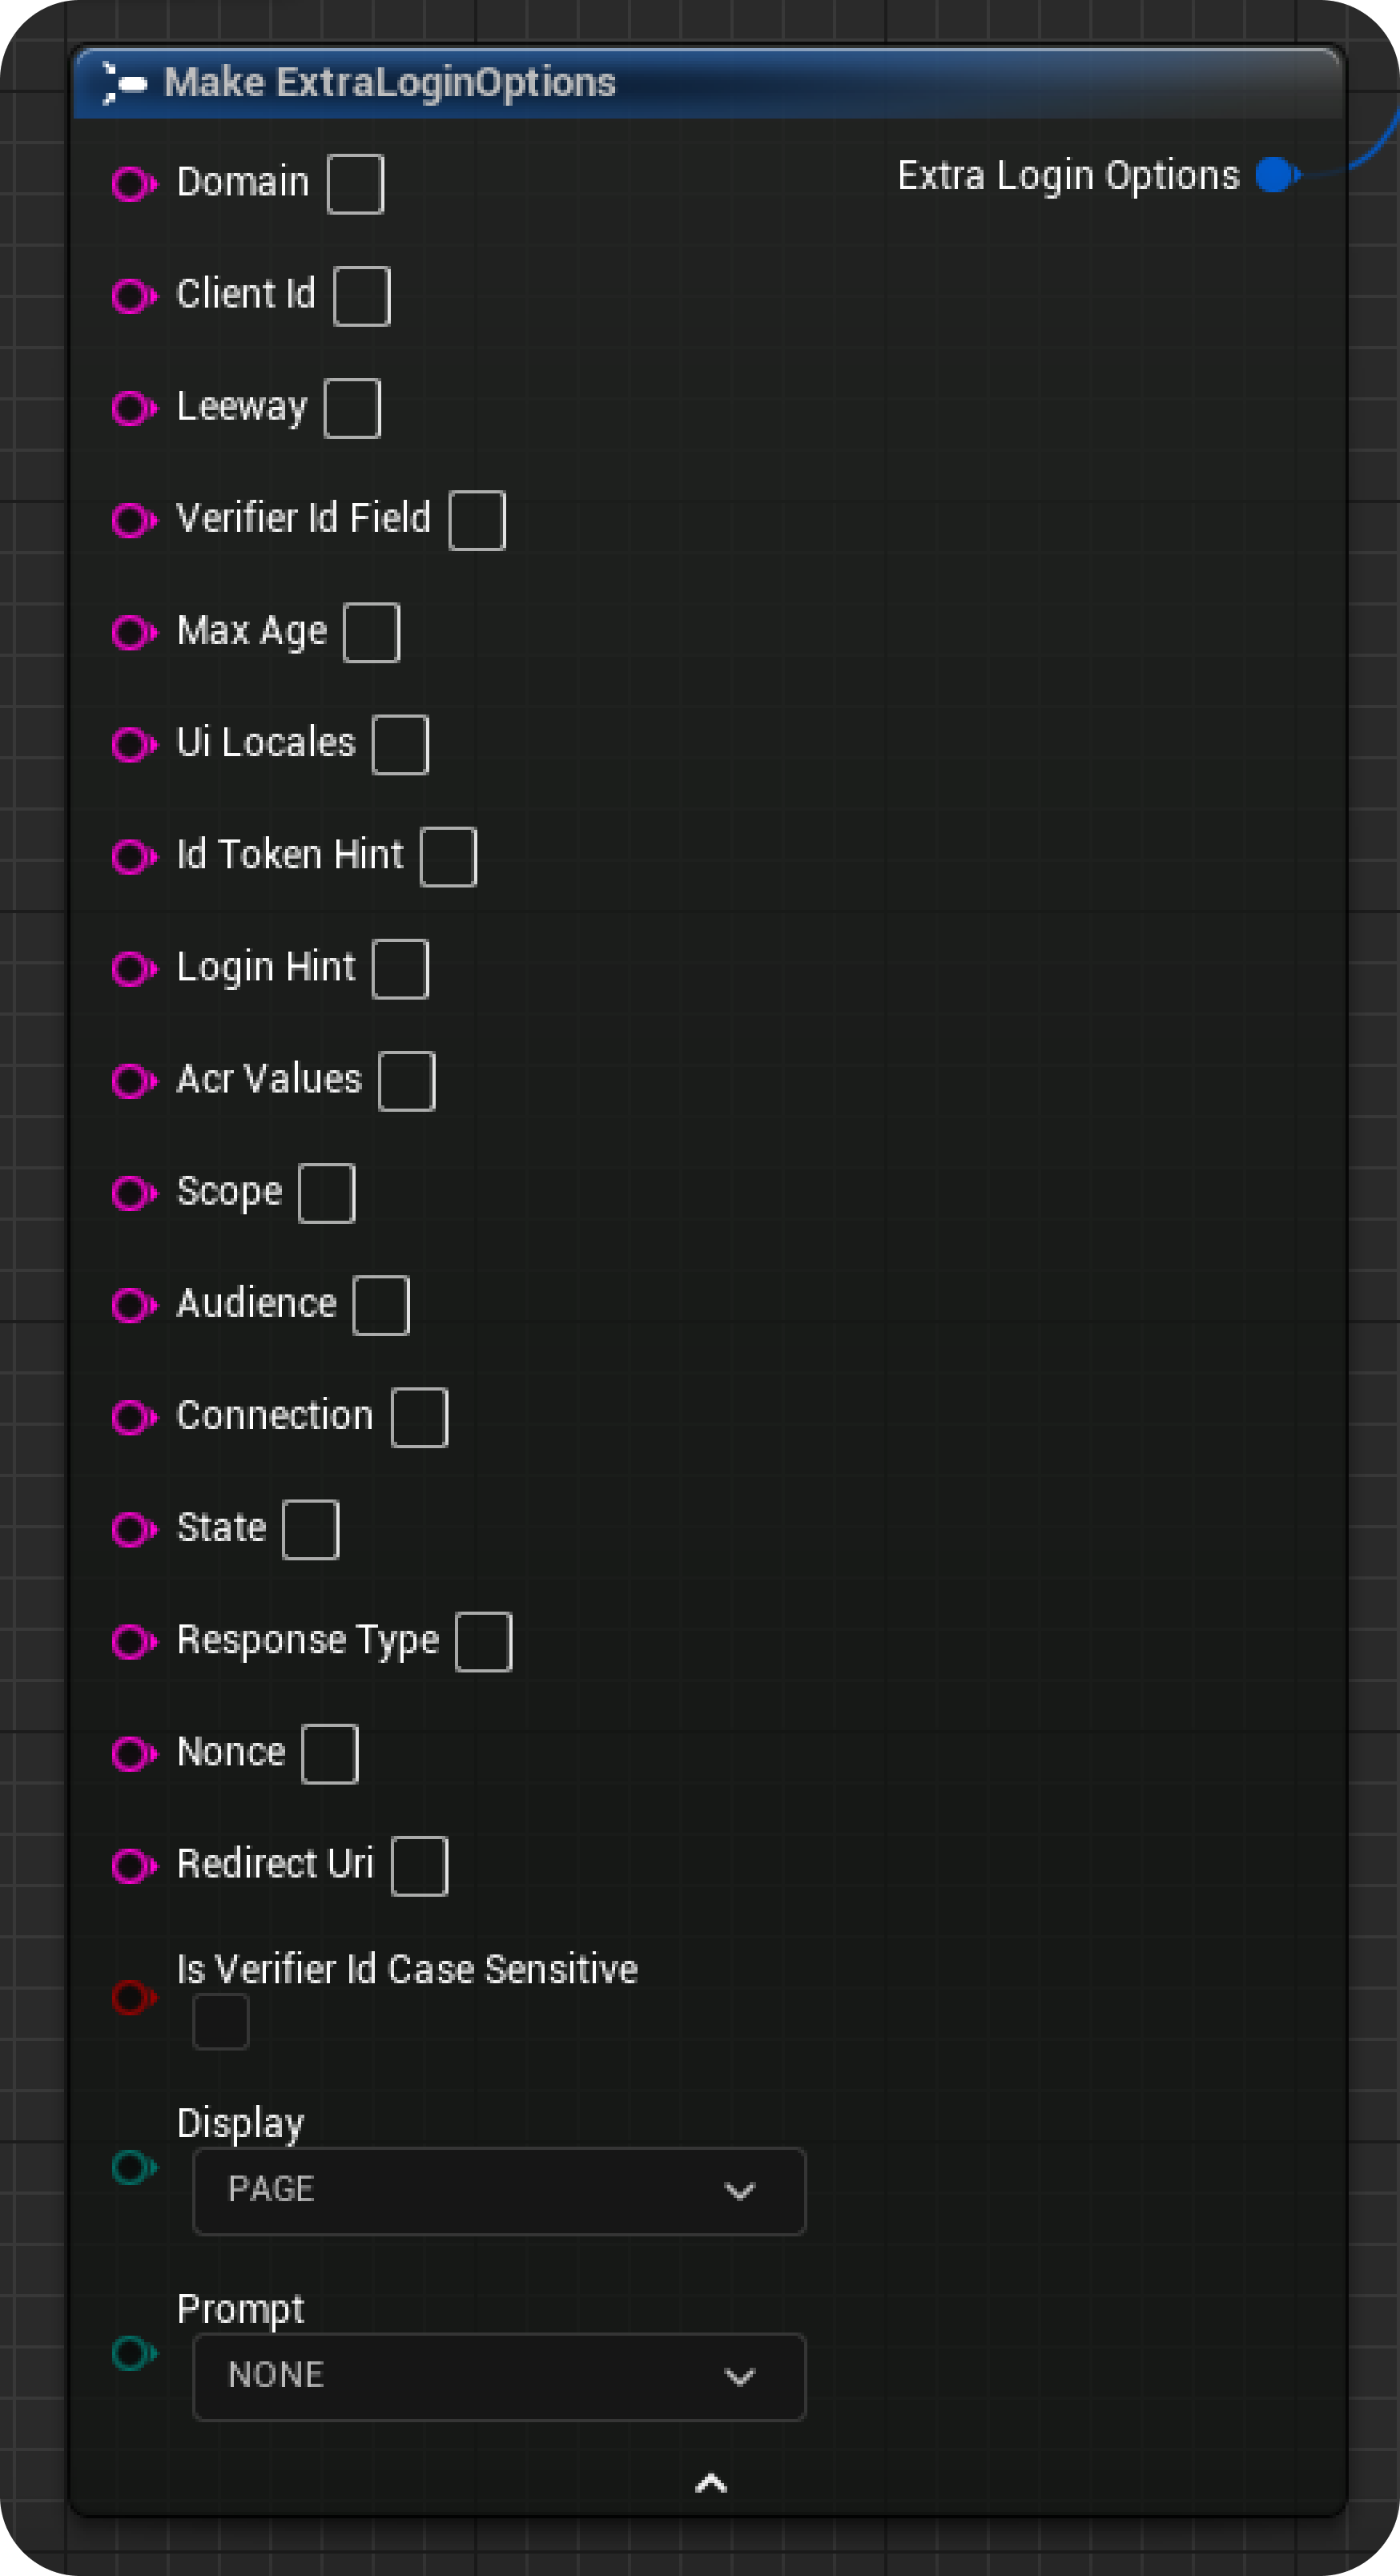 Make ExtraLoginOptions
Domain
Extra Login Options
Client Id
Leeway
Verifier Id Field
Max Age
Ui Locales
Id Token Hint
Login Hint
Acr Values
Scope
Audience
Connection
State
Response Type
Nonce
Redirect Uri
Is Verifier Id Case Sensitive
Display
PAGE
Prompt
NONE